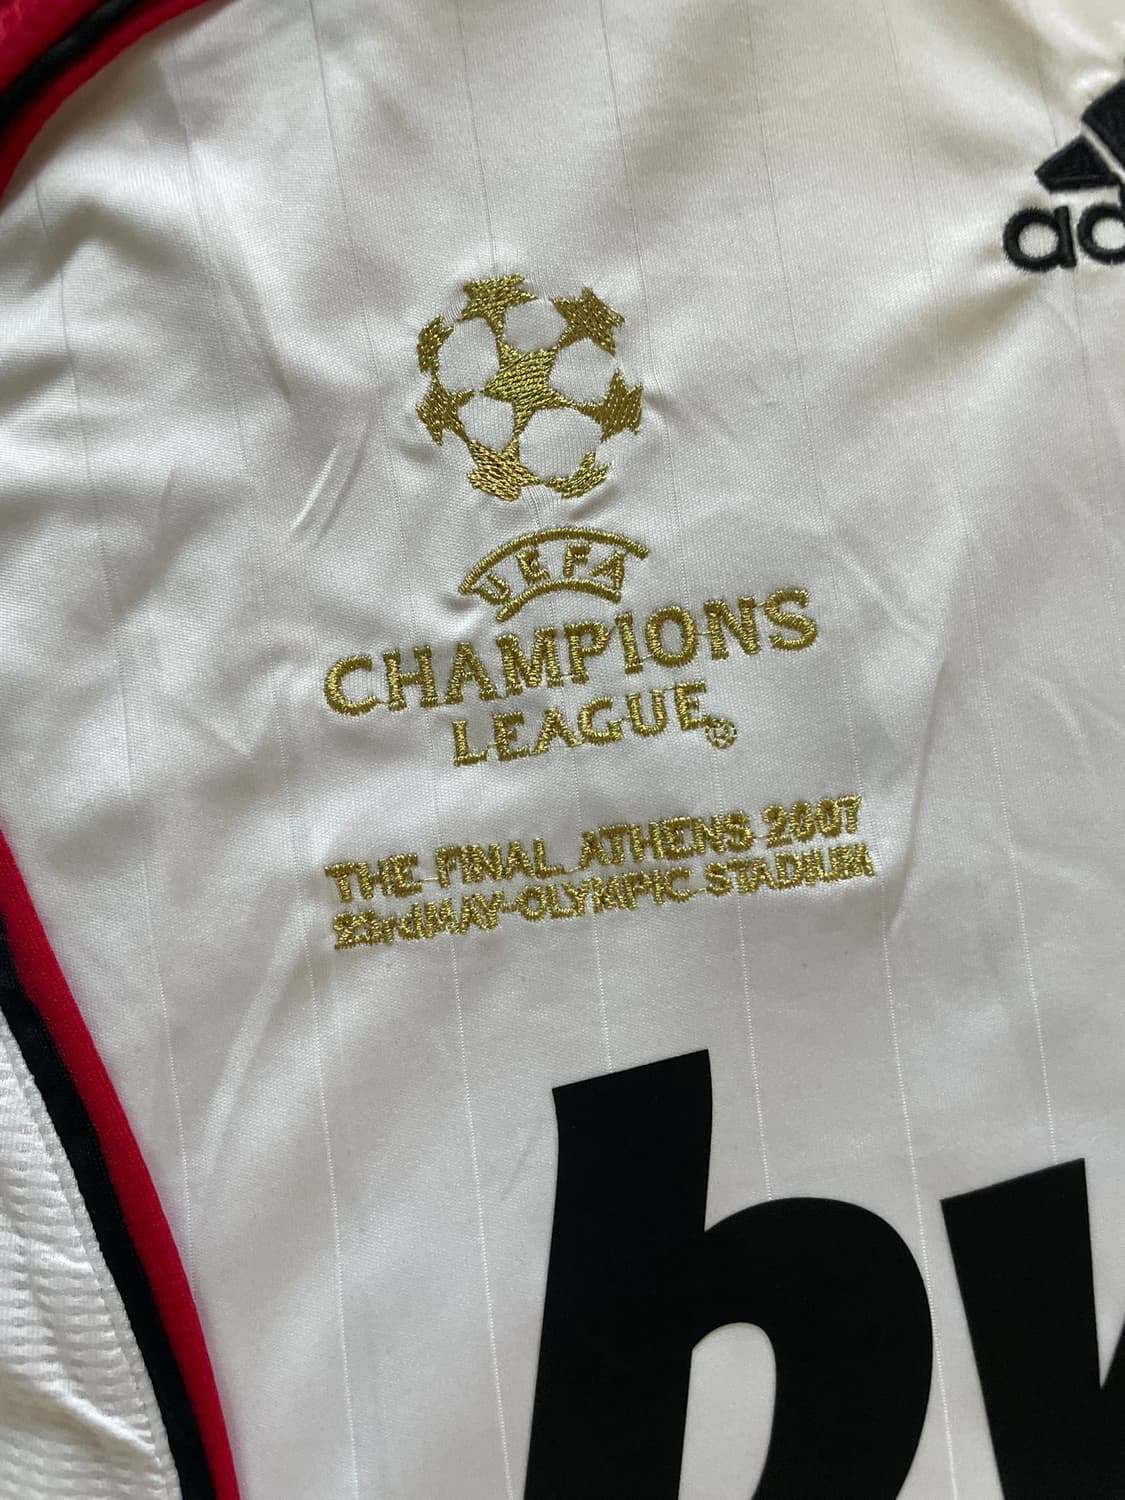 ad
UEFA
CHAMPIONS
LEAGUE
THE FINAL ATHENS 2007
23rd MAY-OLYMPIC STADIUM
b